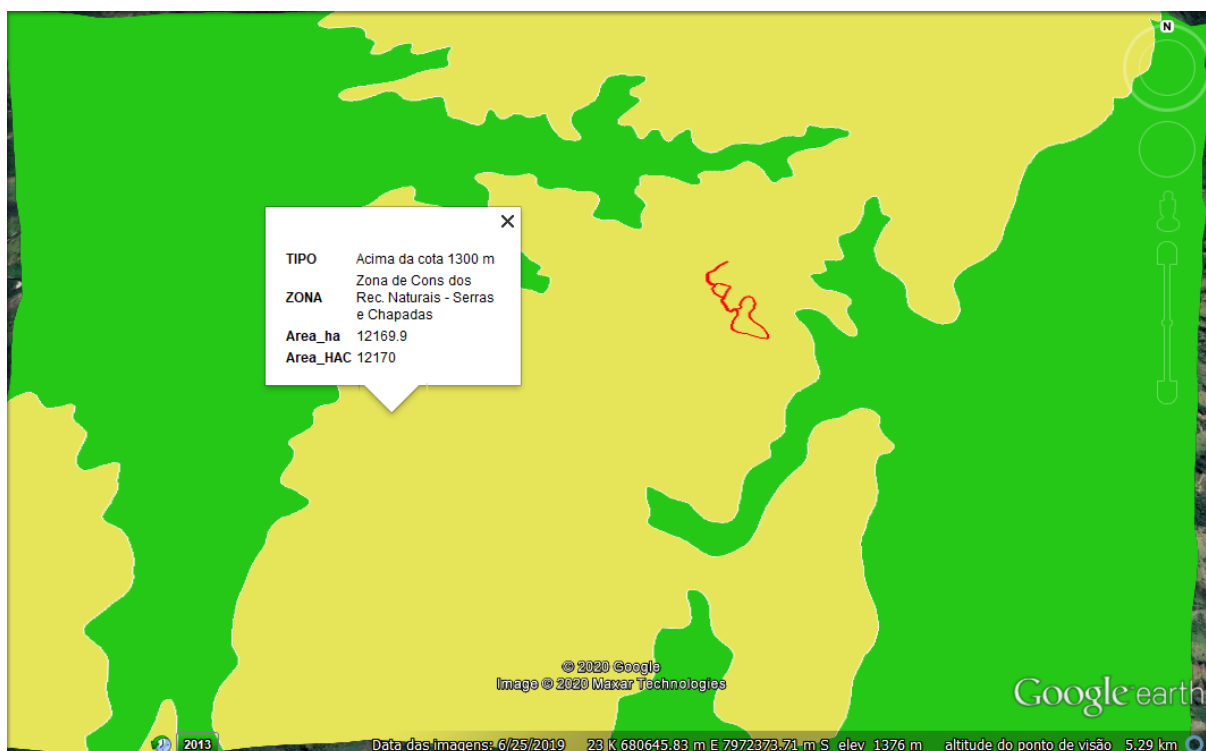 N
TIPO Acima da cota 1300 m
ZONA Zona de Cons dos
Rec. Naturais - Serras
e Chapadas
Area_ha 12169.9
Area_HAC 12170
© 2020 Google
Image © 2020 Maxar Technologies
Google earth
2013
Data das imagens: 6/25/2019 23 K 680645.83 m E 7972373.71 m S elev 1376 m altitude do ponto de visão 5.29 km